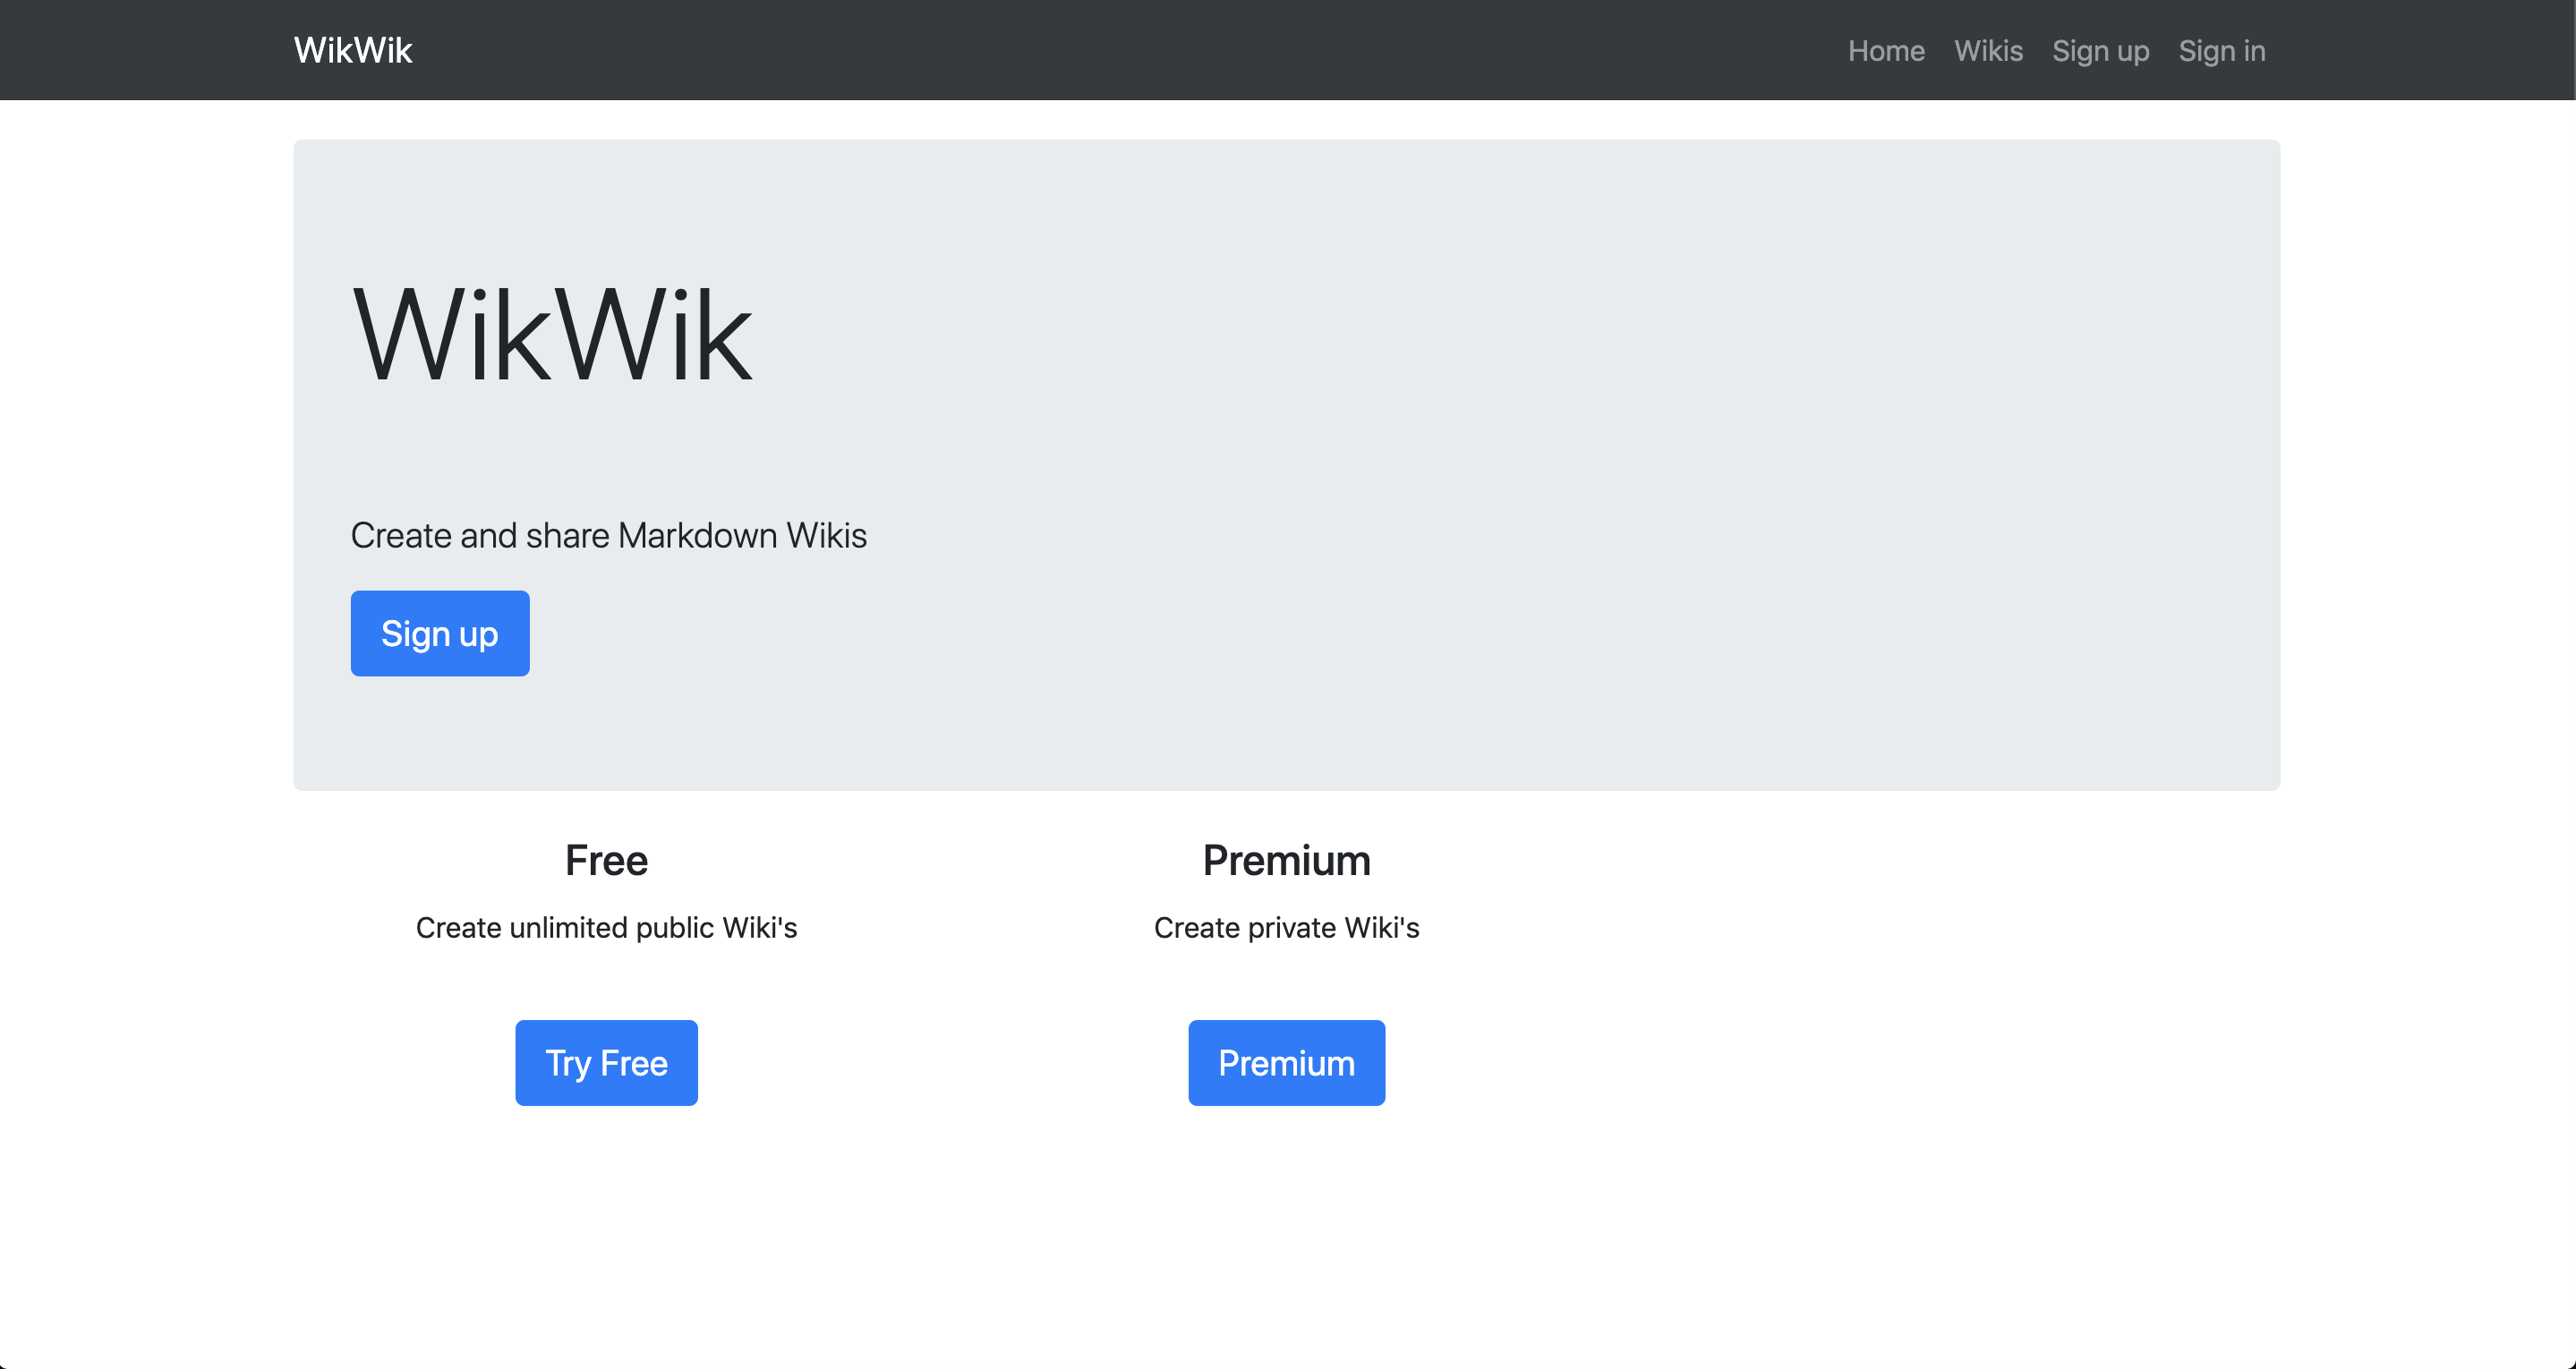 WikWik
Home Wikis Sign up Sign in
WikWik
Create and share Markdown Wikis
Sign up
Free
Create unlimited public Wiki's
Try Free
Premium
Create private Wiki's
Premium